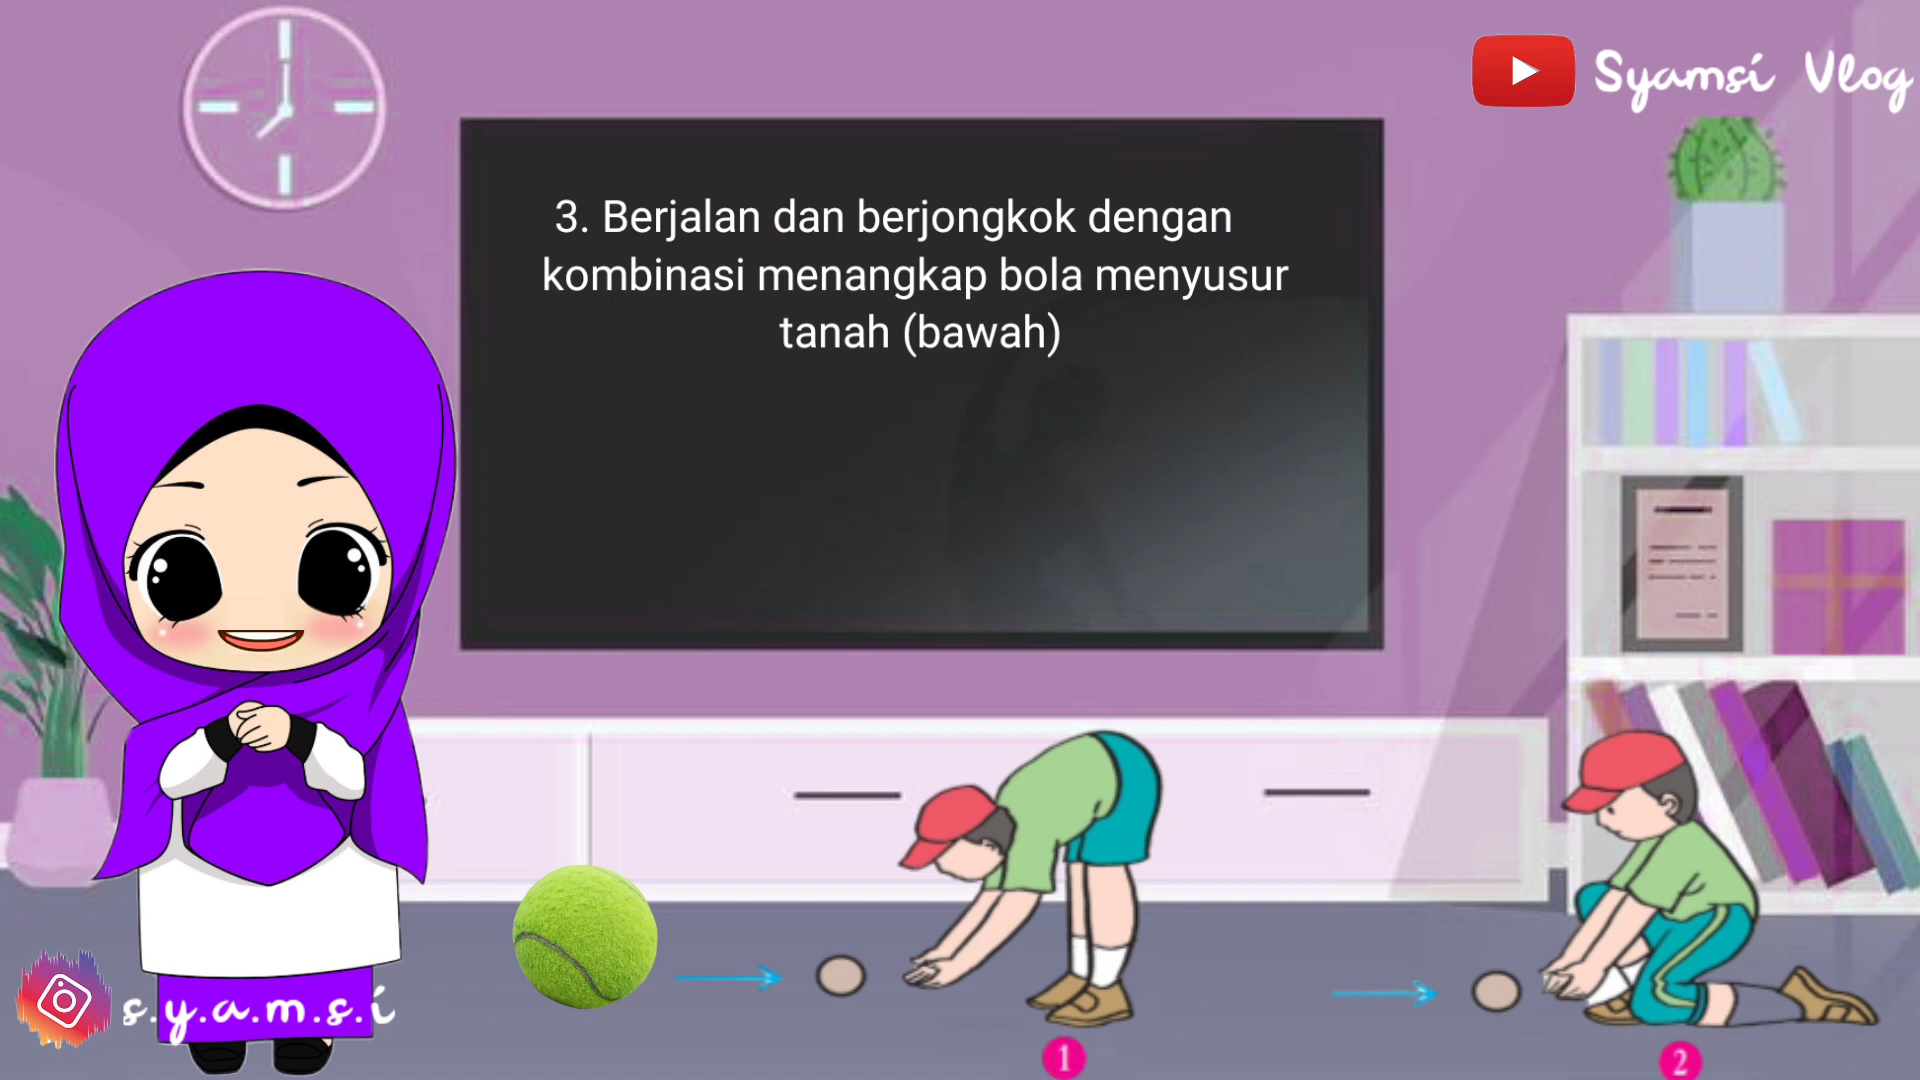 Syamsi Vlog
3. Berjalan dan berjongkok dengan
kombinasi menangkap bola menyusur
tanah (bawah)
s.y.a.m.s.i
1
2